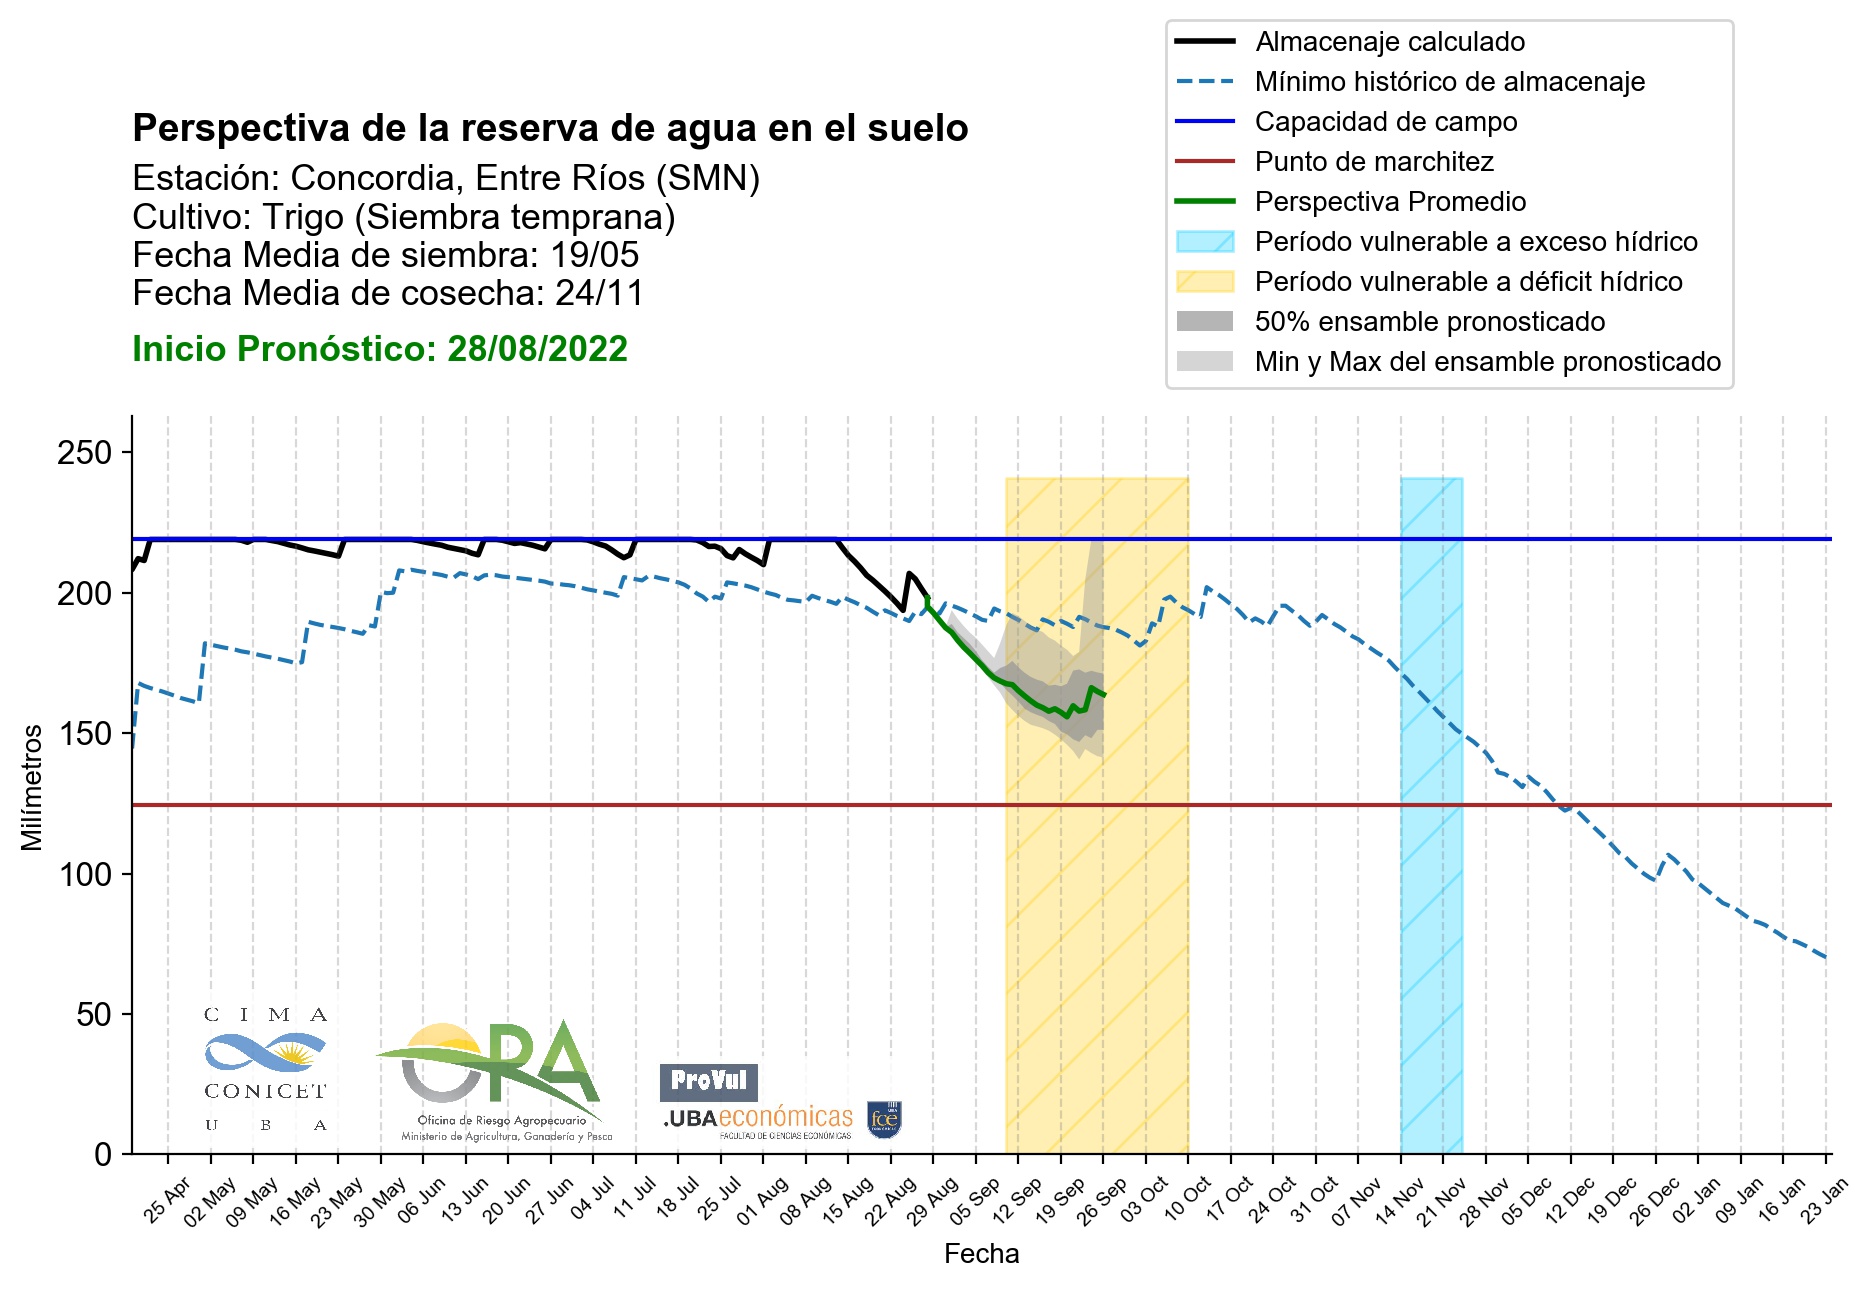 Almacenaje calculado
Mínimo histórico de almacenaje
Capacidad de campo
Punto de marchitez
Perspectiva Promedio
Período vulnerable a exceso hídrico
Período vulnerable a déficit hídrico
50% ensamble pronosticado
Min y Max del ensamble pronosticado
Perspectiva de la reserva de agua en el suelo
Estación: Concordia, Entre Ríos (SMN)
Cultivo: Trigo (Siembra temprana)
Fecha Media de siembra: 19/05
Fecha Media de cosecha: 24/11
Inicio Pronóstico: 28/08/2022
250
200
150
100
50
0
Milímetros
CIMA
CONICET
UBA
ORA
Oficina de Riesgo Agropecuario
Ministerio de Agricultura, Ganadería y Pesca
ProVul
.UBAeconómicas
FACULTAD DE CIENCIAS ECONÓMICAS
UBA
fce
ECONÓMICAS
25 Apr
02 May
09 May
16 May
23 May
30 May
06 Jun
13 Jun
20 Jun
27 Jun
04 Jul
11 Jul
18 Jul
25 Jul
01 Aug
08 Aug
15 Aug
22 Aug
29 Aug
05 Sep
12 Sep
19 Sep
26 Sep
03 Oct
10 Oct
17 Oct
24 Oct
31 Oct
07 Nov
14 Nov
21 Nov
28 Nov
05 Dec
12 Dec
19 Dec
26 Dec
02 Jan
09 Jan
16 Jan
23 Jan
Fecha